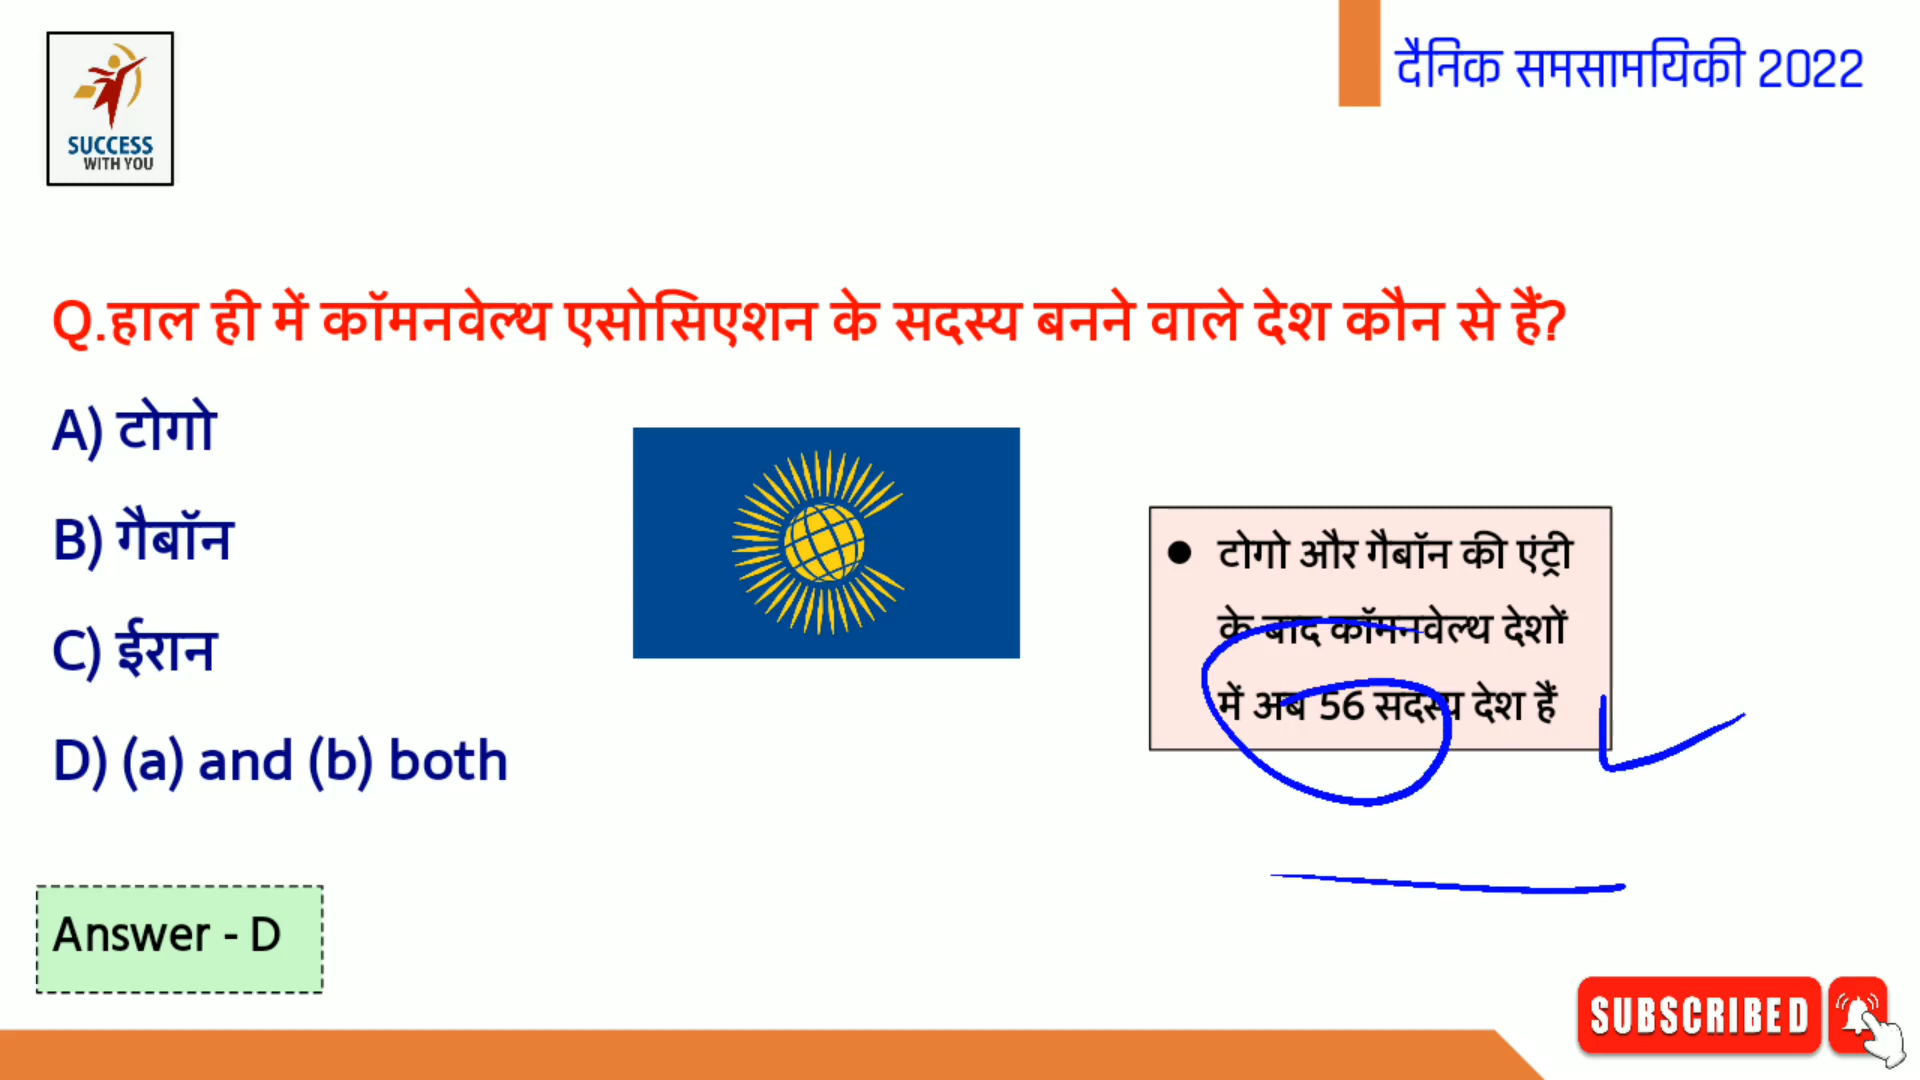 SUCCESS
WITH YOU
दैनिक समसामयिकी 2022
Q.हाल ही में कॉमनवेल्थ एसोसिएशन के सदस्य बनने वाले देश कौन से हैं?
A) टोगो
B) गैबॉन
C) ईरान
D) (a) and (b) both
● टोगो और गैबॉन की एंट्री
के बाद कॉमनवेल्थ देशों
में अब 56 सदस्य देश हैं
Answer - D
SUBSCRIBED